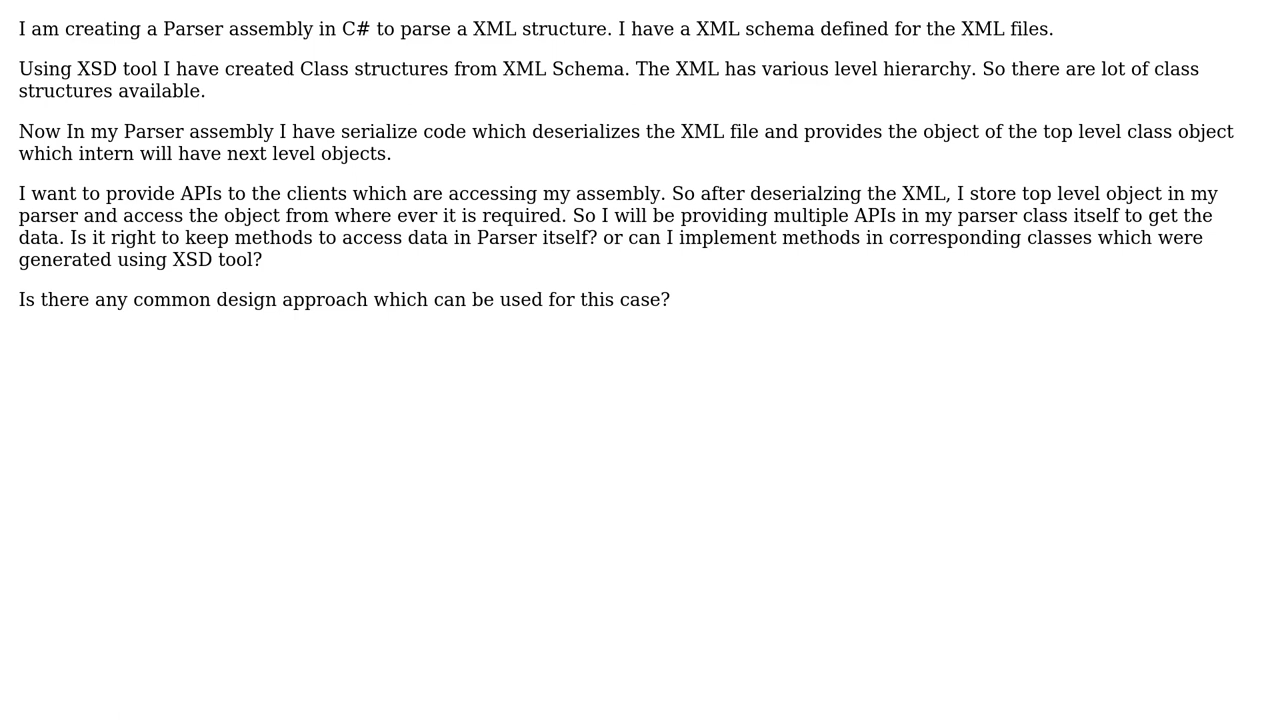 I am creating a Parser assembly in C# to parse a XML structure. I have a XML schema defined for the XML files.
Using XSD tool I have created Class structures from XML Schema. The XML has various level hierarchy. So there are lot of class
structures available.
Now In my Parser assembly I have serialize code which deserializes the XML file and provides the object of the top level class object
which intern will have next level objects.
I want to provide APIs to the clients which are accessing my assembly. So after deserialzing the XML, I store top level object in my
parser and access the object from where ever it is required. So I will be providing multiple APIs in my parser class itself to get the
data. Is it right to keep methods to access data in Parser itself? or can I implement methods in corresponding classes which were
generated using XSD tool?
Is there any common design approach which can be used for this case?